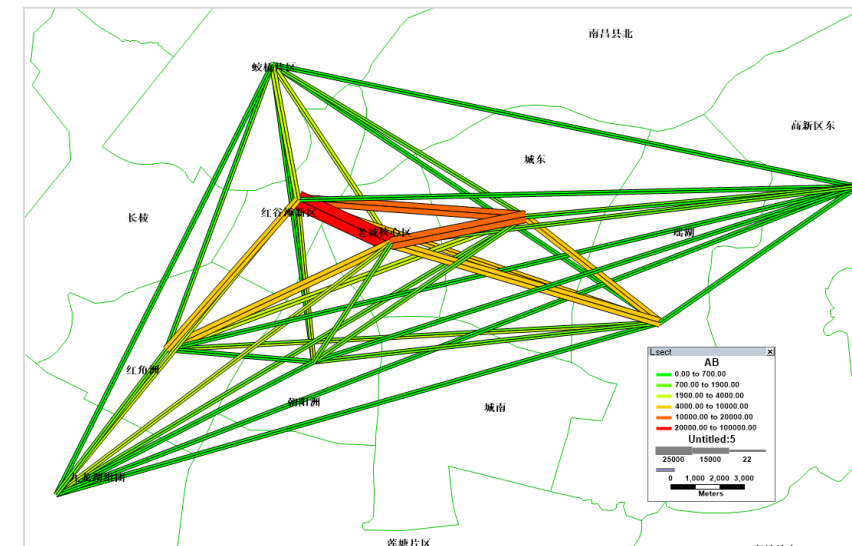 南昌县北
蛟桥片区
高新区东
城东
长堎
红谷滩新区
老城核心区
瑶湖
红角洲
朝阳洲
城南
九龙湖组团
莲塘片区
Lsect
AB
0.00 to 700.00
700.00 to 1900.00
1900.00 to 4000.00
4000.00 to 10000.00
10000.00 to 20000.00
20000.00 to 100000.00
Untitled:5
25000 15000 22
0 1,000 2,000 3,000
Meters